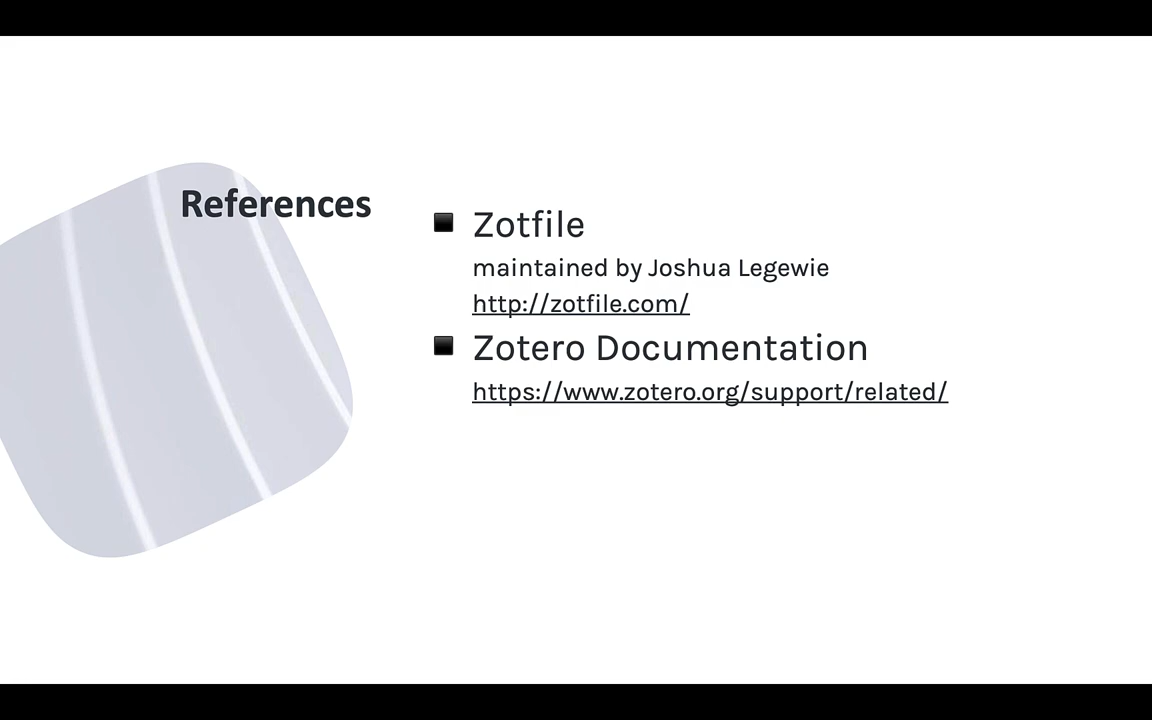 References
Zotfile
maintained by Joshua Legewie
http://zotfile.com/
Zotero Documentation
https://www.zotero.org/support/related/